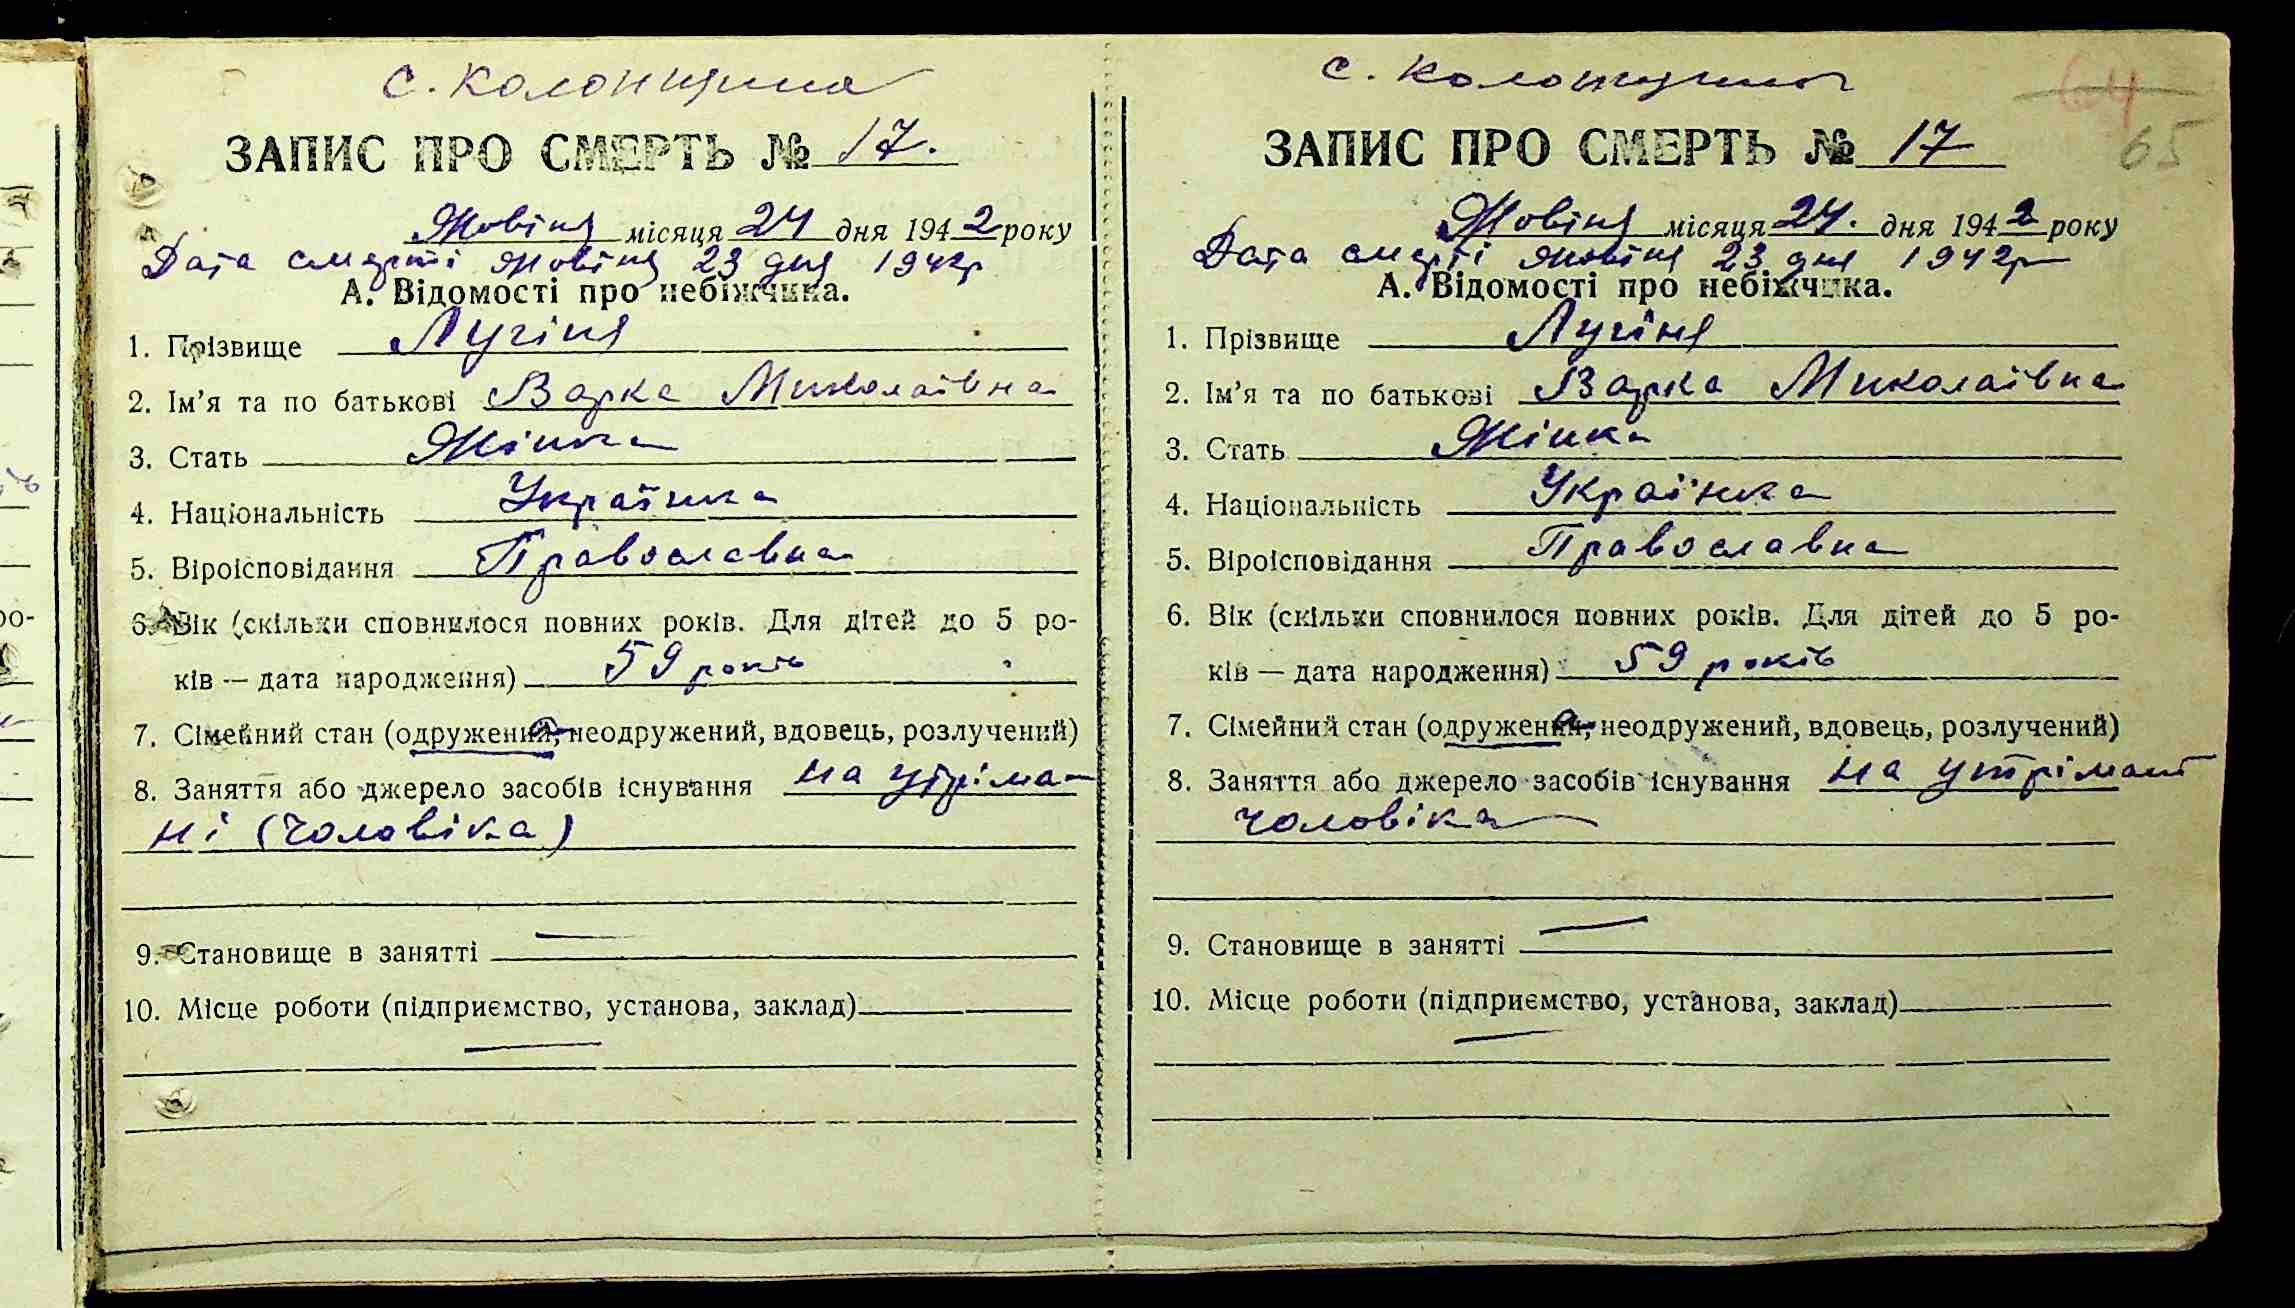 с. Колонщина
ЗАПИС ПРО СМЕРТЬ № 17.
Жовтня місяця 24 дня 1942 року
Дата смерті жовтня 23 дня 1942р
А. Відомості про небіжчика.
1. Прізвище
2. Ім'я та по батькові Варка Миколаївна
3. Стать Жінка
4. Національність Українка
5. Віроісповідання Православна
6. Вік (скільки сповнилося повних років. Для дітей до 5 ро-
ків — дата народження) 59 років
7. Сімейний стан (одружений, неодружений, вдовець, розлучений)
8. Заняття або джерело засобів існування на утріма-
ні (чоловіка)
9. Становище в занятті —
10. Місце роботи (підприємство, установа, заклад)
—
с. Колонщина
64
65
ЗАПИС ПРО СМЕРТЬ № 17
Жовтня місяця 24. дня 1942 року
Дата смерті жовтня 23 дня 1942р
А. Відомості про небіжчика.
1. Прізвище
2. Ім'я та по батькові Варка Миколаївна
3. Стать Жінка
4. Національність Українка
5. Віроісповідання Православна
6. Вік (скільки сповнилося повних років. Для дітей до 5 ро-
ків — дата народження) 59 років
7. Сімейний стан (одружений, неодружений, вдовець, розлучений)
8. Заняття або джерело засобів існування на
чоловіка
9. Становище в занятті —
10. Місце роботи (підприємство, установа, заклад)
—